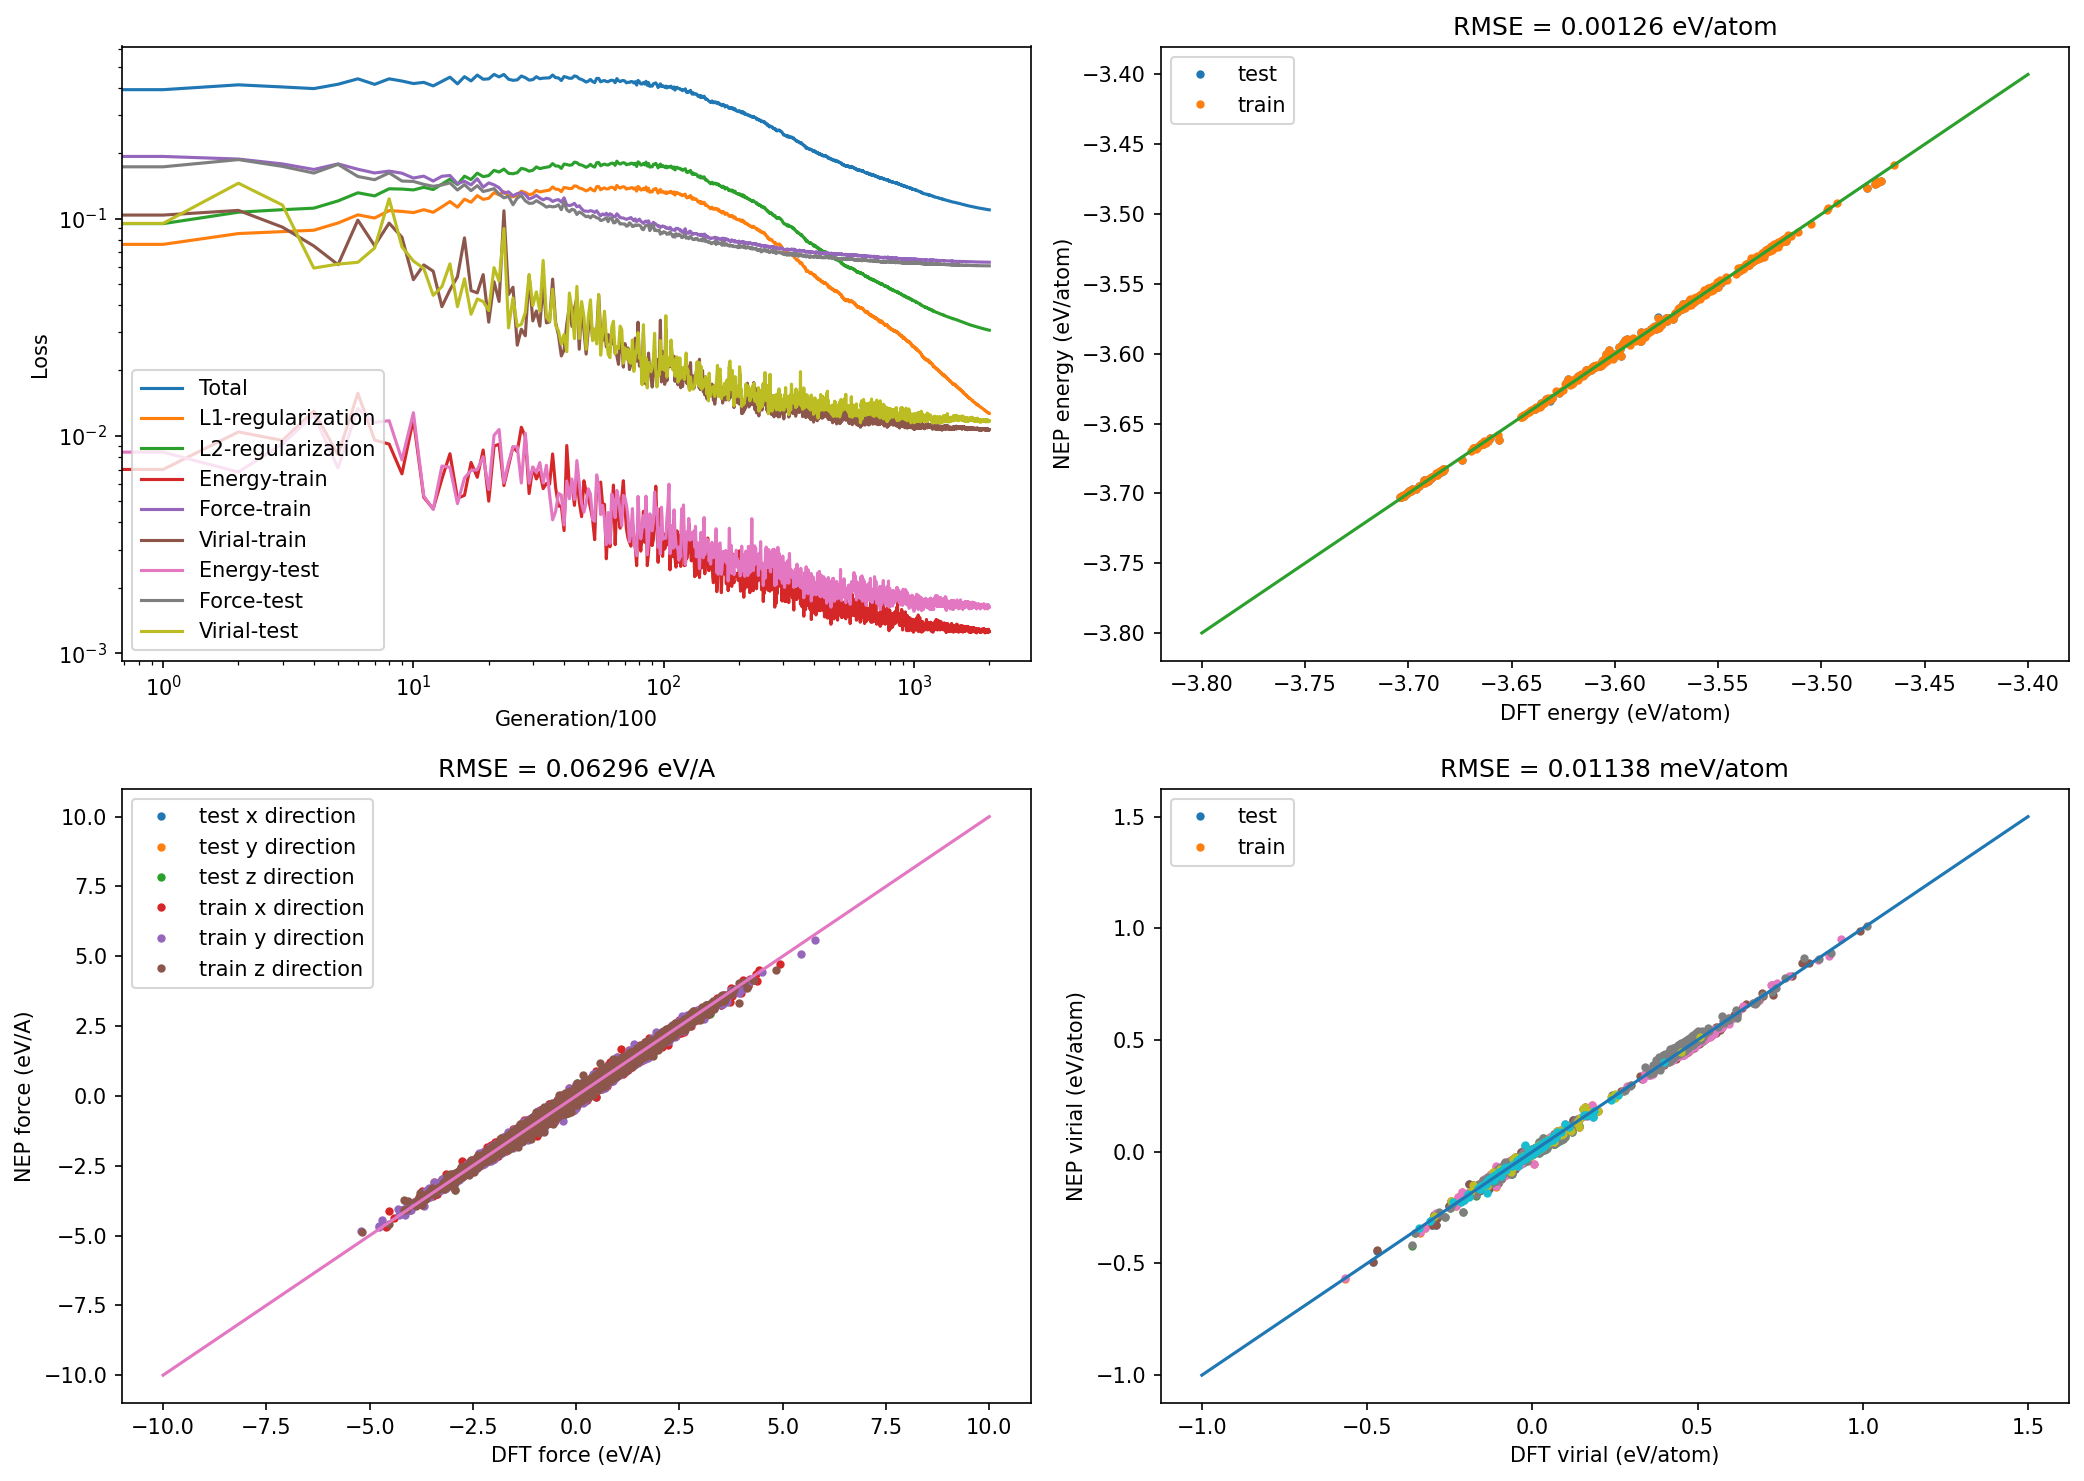 Loss
10⁻¹
10⁻²
10⁻³
Total
L1-regularization
L2-regularization
Energy-train
Force-train
Virial-train
Energy-test
Force-test
Virial-test
10⁰ 10¹ 10² 10³
Generation/100
RMSE = 0.00126 eV/atom
test
train
NEP energy (eV/atom)
−3.40
−3.45
−3.50
−3.55
−3.60
−3.65
−3.70
−3.75
−3.80
−3.80 −3.75 −3.70 −3.65 −3.60 −3.55 −3.50 −3.45 −3.40
DFT energy (eV/atom)
RMSE = 0.06296 eV/A
test x direction
test y direction
test z direction
train x direction
train y direction
train z direction
NEP force (eV/A)
10.0
7.5
5.0
2.5
0.0
−2.5
−5.0
−7.5
−10.0
−10.0 −7.5 −5.0 −2.5 0.0 2.5 5.0 7.5 10.0
DFT force (eV/A)
RMSE = 0.01138 meV/atom
test
train
NEP virial (eV/atom)
1.5
1.0
0.5
0.0
−0.5
−1.0
−1.0 −0.5 0.0 0.5 1.0 1.5
DFT virial (eV/atom)